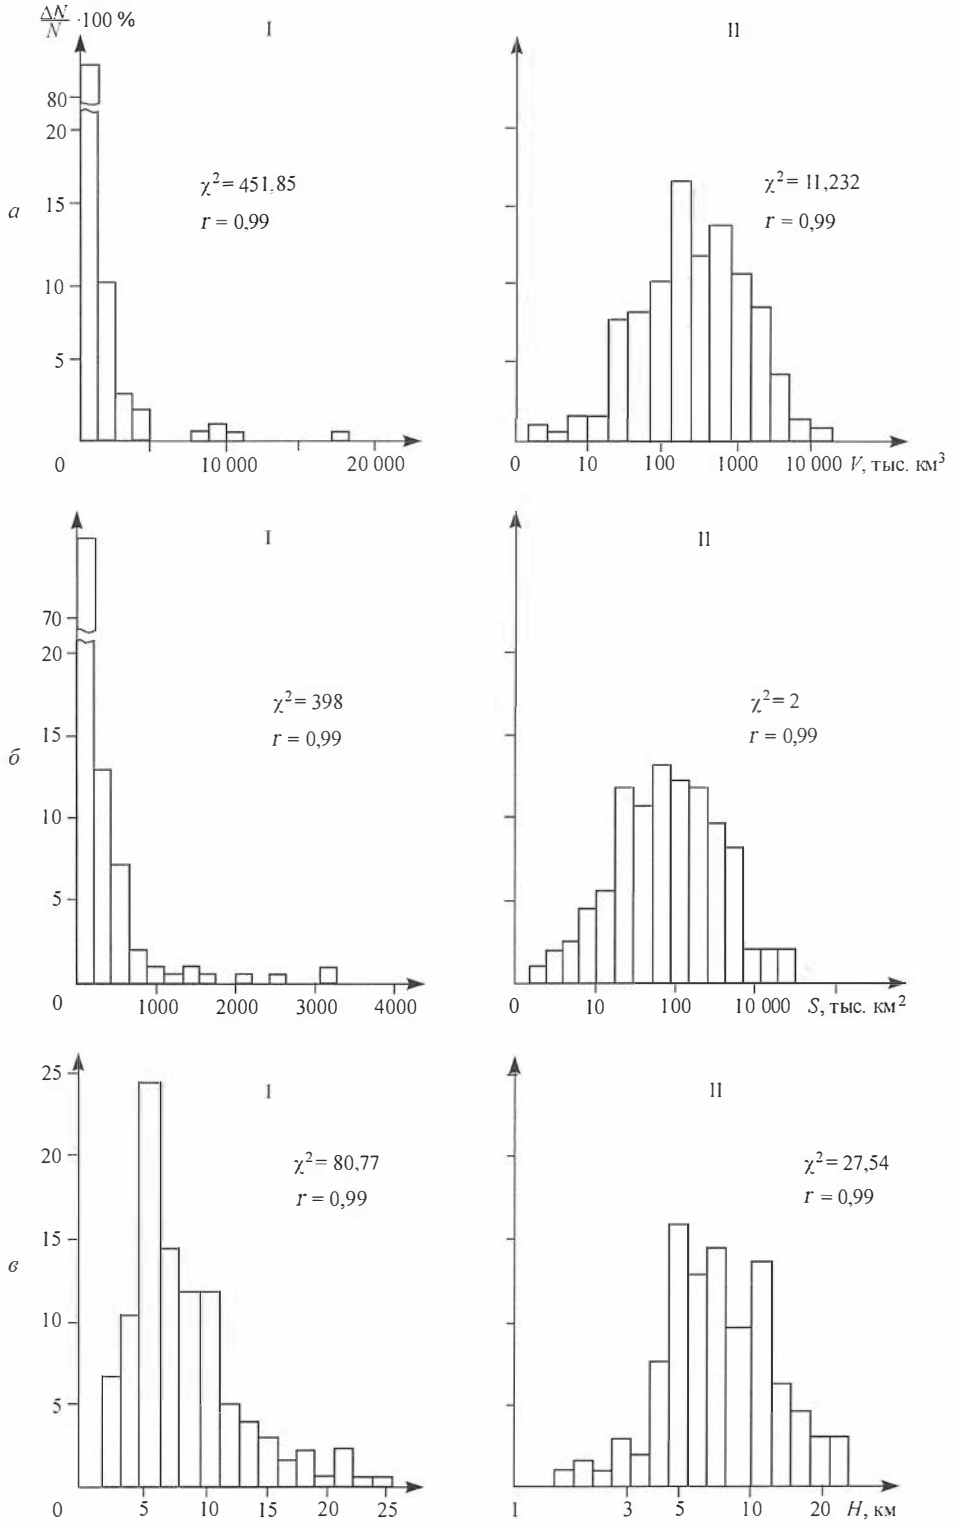 ΔN/N ·100 %
I
II
80
20
15
10
5
а
χ²= 451,85
r = 0,99
χ²= 11,232
r = 0,99
0
10 000
20 000
0
10
100
1000
10 000
V, тыс. км³
I
II
70
20
15
10
5
б
χ²= 398
r = 0,99
χ²= 2
r = 0,99
0
1000
2000
3000
4000
0
10
100
10 000
S, тыс. км²
I
II
25
20
15
10
5
в
χ²= 80,77
r = 0,99
χ²= 27,54
r = 0,99
0
5
10
15
20
25
1
3
5
10
20
H, км